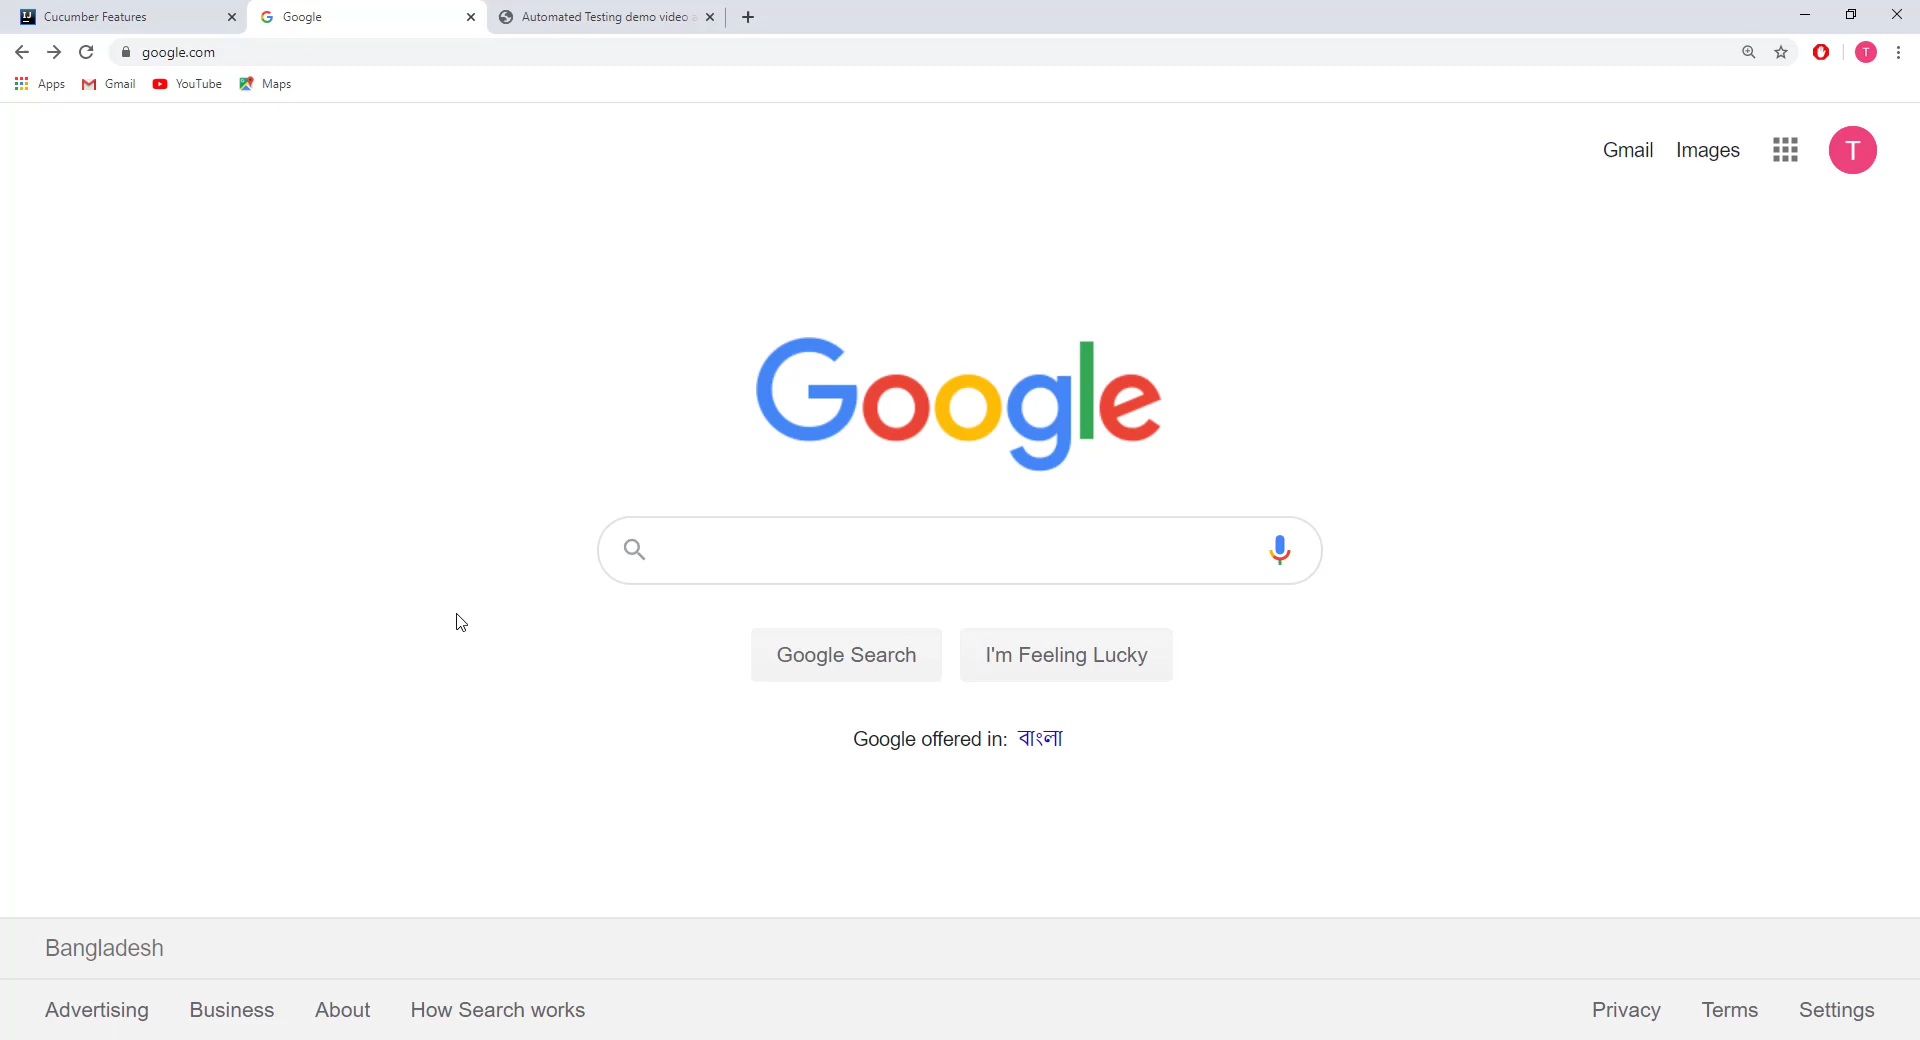 Cucumber Features
Google
Automated Testing demo video
google.com
Apps Gmail YouTube Maps
T
Gmail Images T
Google
Google Search I'm Feeling Lucky
Google offered in: বাংলা
Bangladesh
Advertising Business About How Search works Privacy Terms Settings